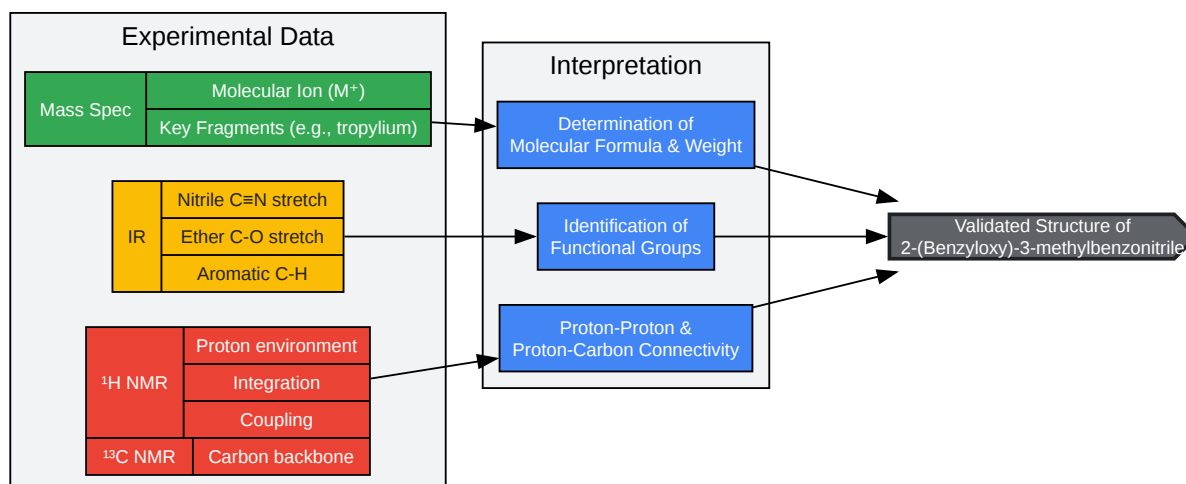 Experimental Data
Mass Spec
Molecular Ion (M⁺)
Key Fragments (e.g., tropylium)
IR
Nitrile C≡N stretch
Ether C-O stretch
Aromatic C-H
¹H NMR
Proton environment
Integration
Coupling
¹³C NMR
Carbon backbone
Interpretation
Determination of
Molecular Formula & Weight
Identification of
Functional Groups
Proton-Proton &
Proton-Carbon Connectivity
Validated Structure of
2-(Benzyloxy)-3-methylbenzonitrile